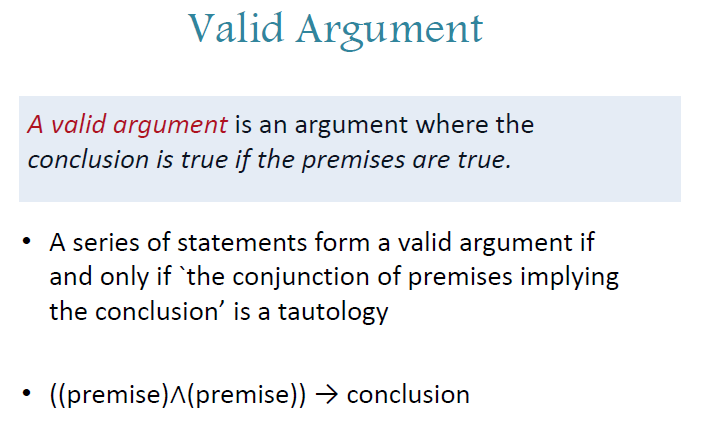 Valid Argument
A valid argument is an argument where the
conclusion is true if the premises are true.
• A series of statements form a valid argument if
and only if `the conjunction of premises implying
the conclusion’ is a tautology
• ((premise)∧(premise)) → conclusion